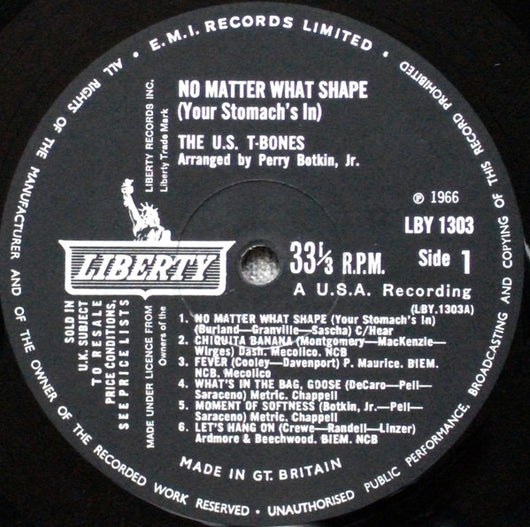 E.M.I. RECORDS LIMITED •
ALL RIGHTS OF THE MANUFACTURER AND OF THE OWNER OF THE RECORDED WORK RESERVED • UNAUTHORISED PUBLIC PERFORMANCE, BROADCASTING AND COPYING OF THIS RECORD PROHIBITED •
NO MATTER WHAT SHAPE
(Your Stomach's In)
THE U.S. T-BONES
Arranged by Perry Botkin, Jr.
LIBERTY RECORDS INC.
Liberty Trade Mark
℗ 1966
LBY 1303
LIBERTY
33⅓ R.P.M.
Side 1
A U.S.A. Recording
(LBY.1303A)
SOLD IN
U.K. SUBJECT
TO RESALE
PRICE CONDITIONS,
SEE PRICE LISTS
MADE UNDER LICENCE FROM
Owners of the
1. NO MATTER WHAT SHAPE (Your Stomach's In)
(Burland—Granville—Sascha) C/Hear
2. CHIQUITA BANANA (Montgomery—MacKenzie—
Wirges) Dash. Mecolico. NCB
3. FEVER (Cooley—Davenport) P. Maurice. BIEM.
NCB. Mecolico
4. WHAT'S IN THE BAG, GOOSE (DeCaro—Pell—
Saraceno) Metric. Chappell
5. MOMENT OF SOFTNESS (Botkin, Jr.—Pell—
Saraceno) Metric. Chappell
6. LET'S HANG ON (Crewe—Randell—Linzer)
Ardmore & Beechwood. BIEM. NCB
MADE IN GT. BRITAIN